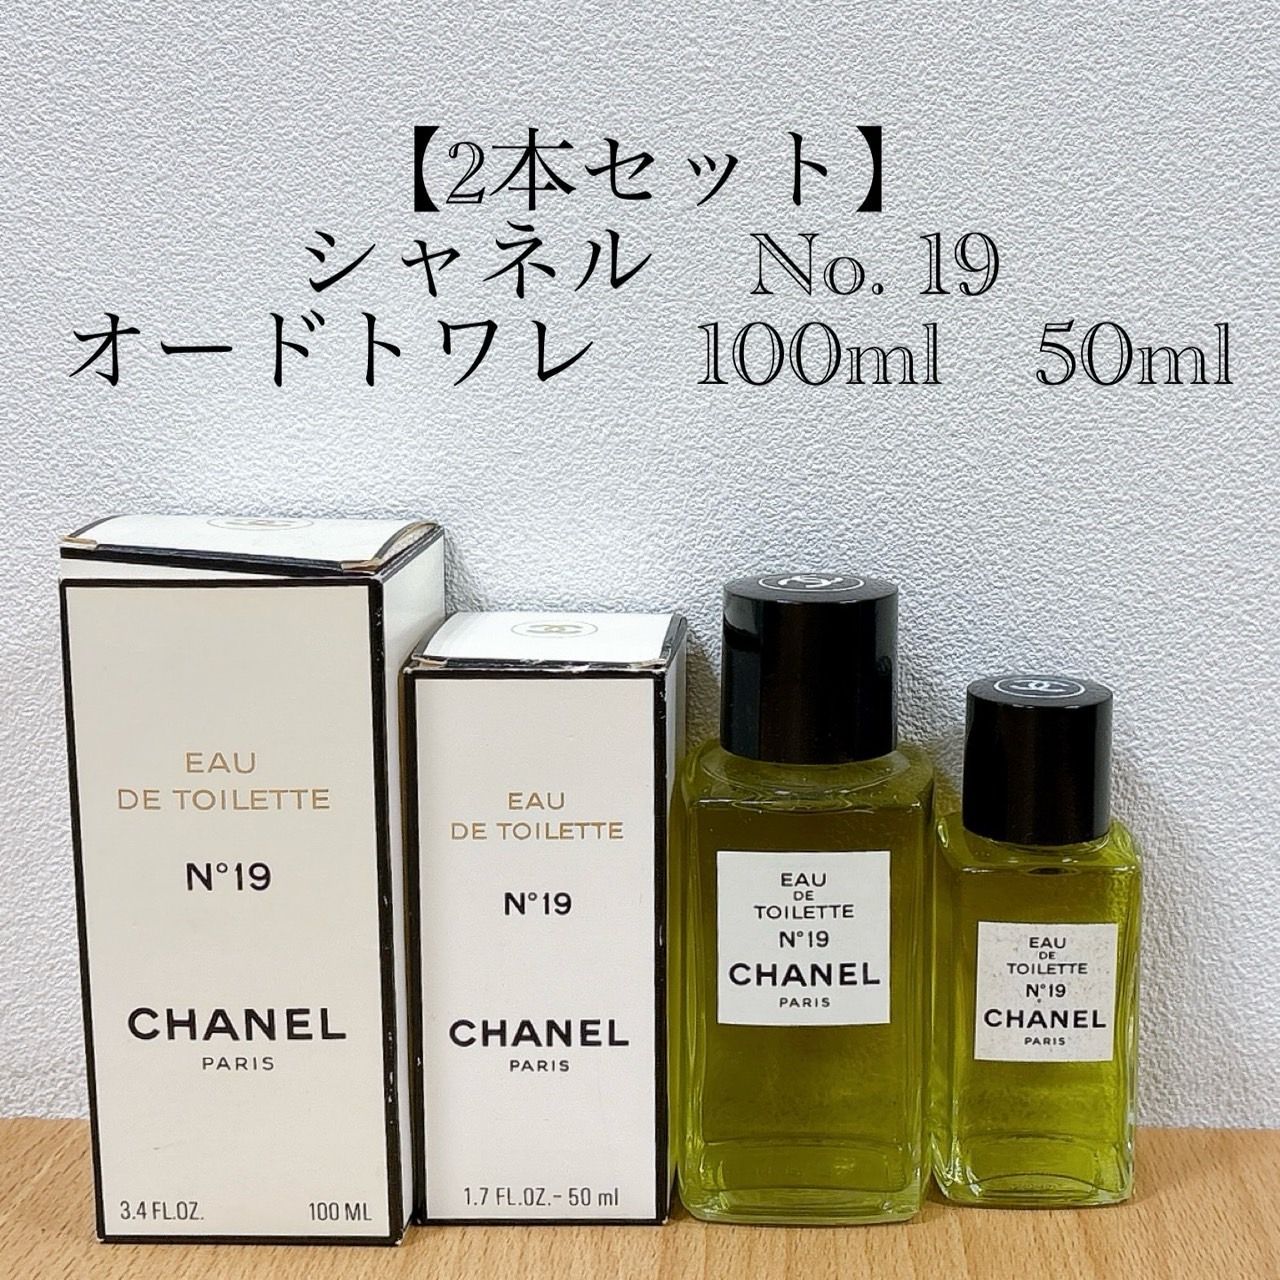 【2本セット】
シャネル　No. 19
オードトワレ　100ml　50ml
EAU
DE TOILETTE
N°19
CHANEL
PARIS
3.4 FL.OZ. 100 ML
EAU
DE TOILETTE
N°19
CHANEL
PARIS
1.7 FL.OZ.- 50 ml
EAU
DE
TOILETTE
N°19
CHANEL
PARIS
EAU
DE
TOILETTE
N°19
CHANEL
PARIS